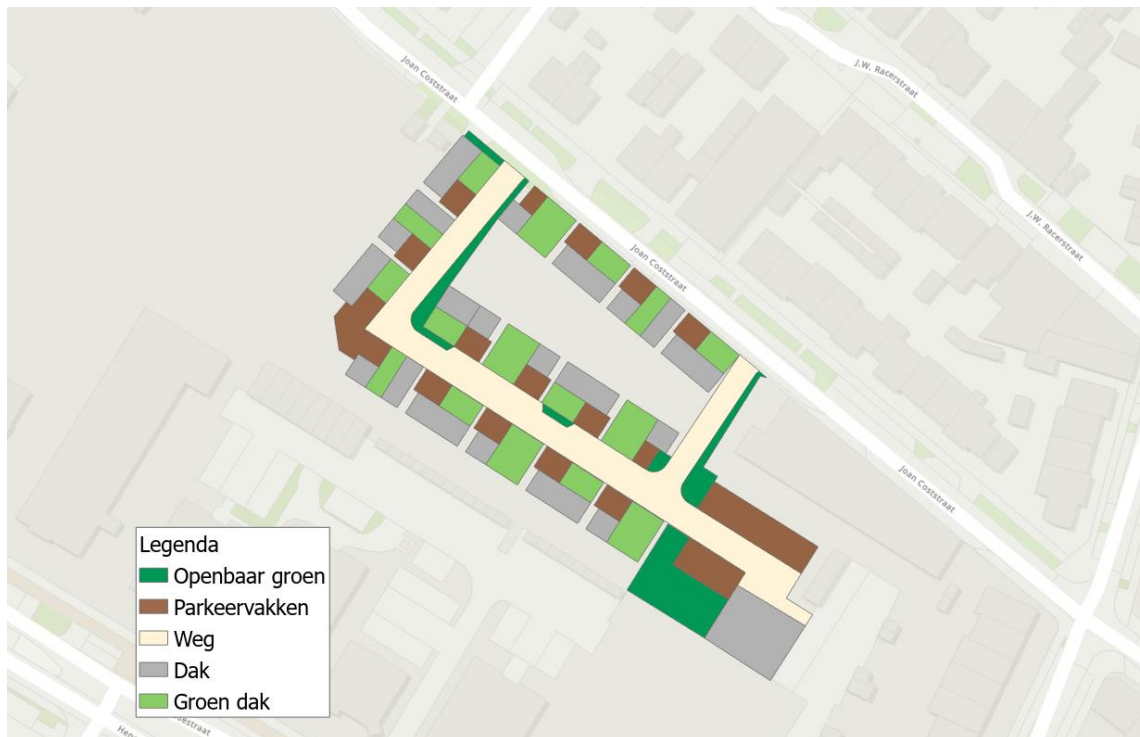 Joan Coststraat
J.W. Racerstraat
J.W. Racerstraat
Joan Coststraat
Joan Coststraat
Legenda
Openbaar groen
Parkeervakken
Weg
Dak
Groen dak